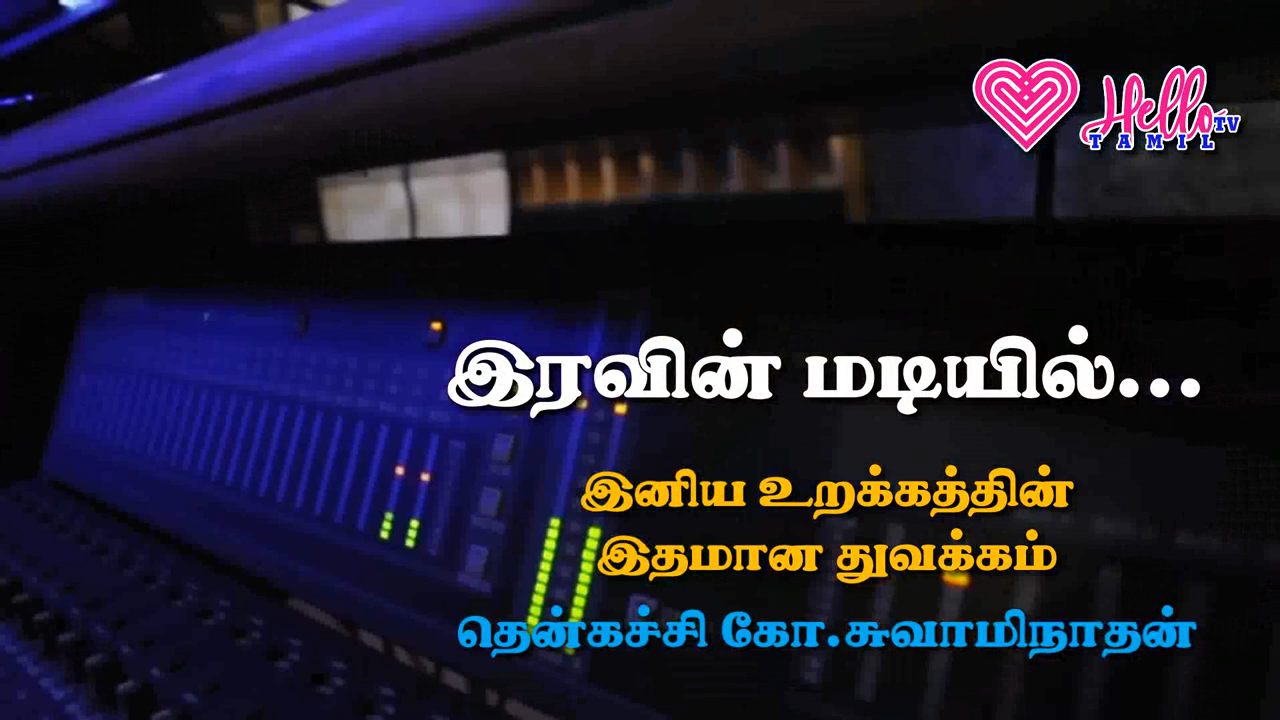 Hello TV
TAMIL
இரவின் மடியில்...
இனிய உறக்கத்தின்
இதமான துவக்கம்
தென்கச்சி கோ.சுவாமிநாதன்